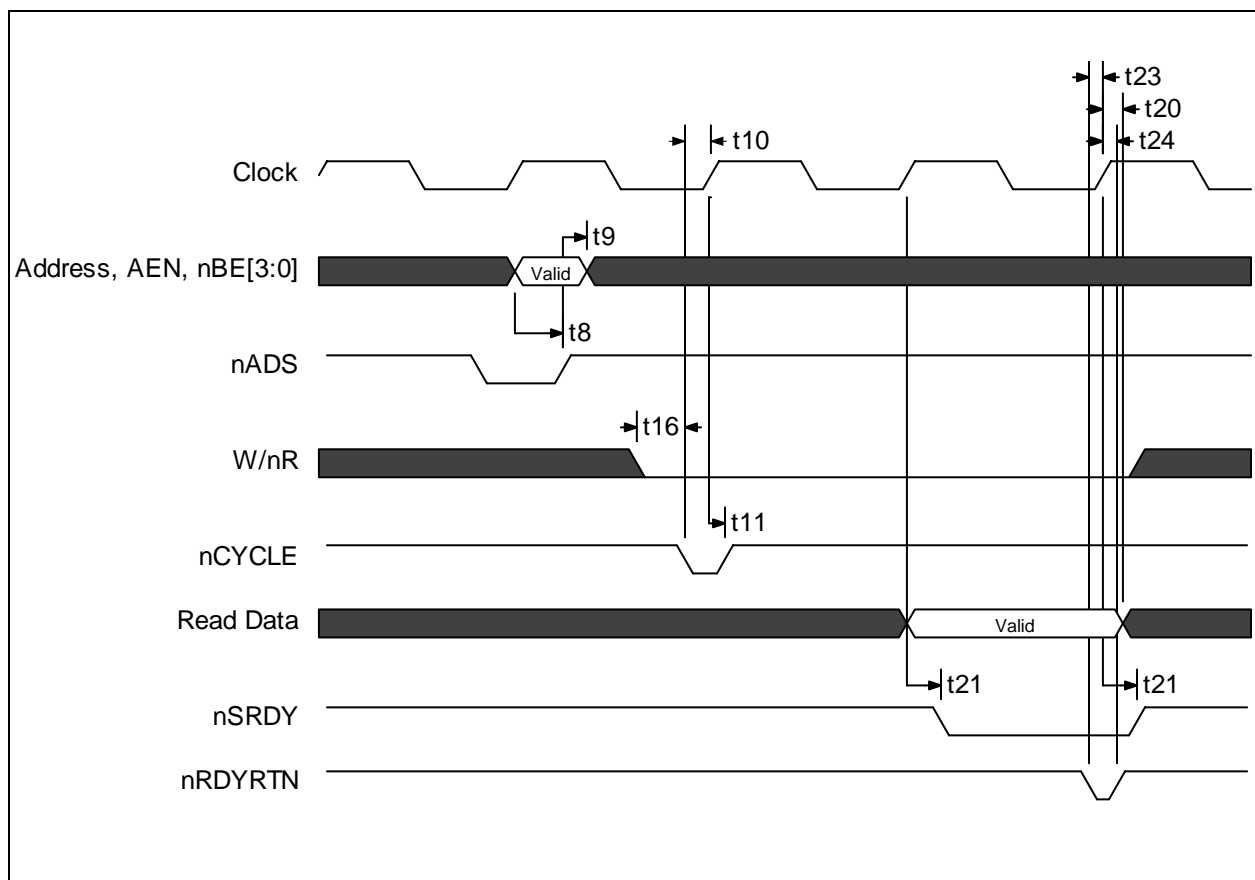 t23
t20
t10
t24
Clock
t9
Address, AEN, nBE[3:0]
Valid
t8
nADS
t16
W/nR
t11
nCYCLE
Read Data
Valid
t21
t21
nSRDY
nRDYRTN